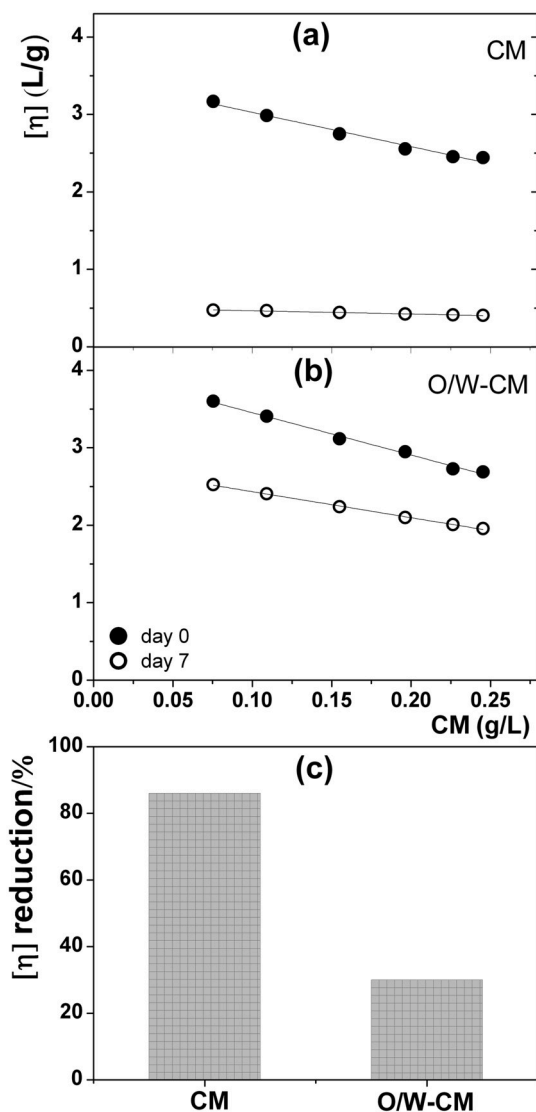 (a)
CM
[η] (L/g)
4
3
2
1
0
(b)
O/W-CM
4
3
2
1
0
day 0
day 7
0.00 0.05 0.10 0.15 0.20 0.25
CM (g/L)
(c)
[η] reduction/%
100
80
60
40
20
0
CM O/W-CM